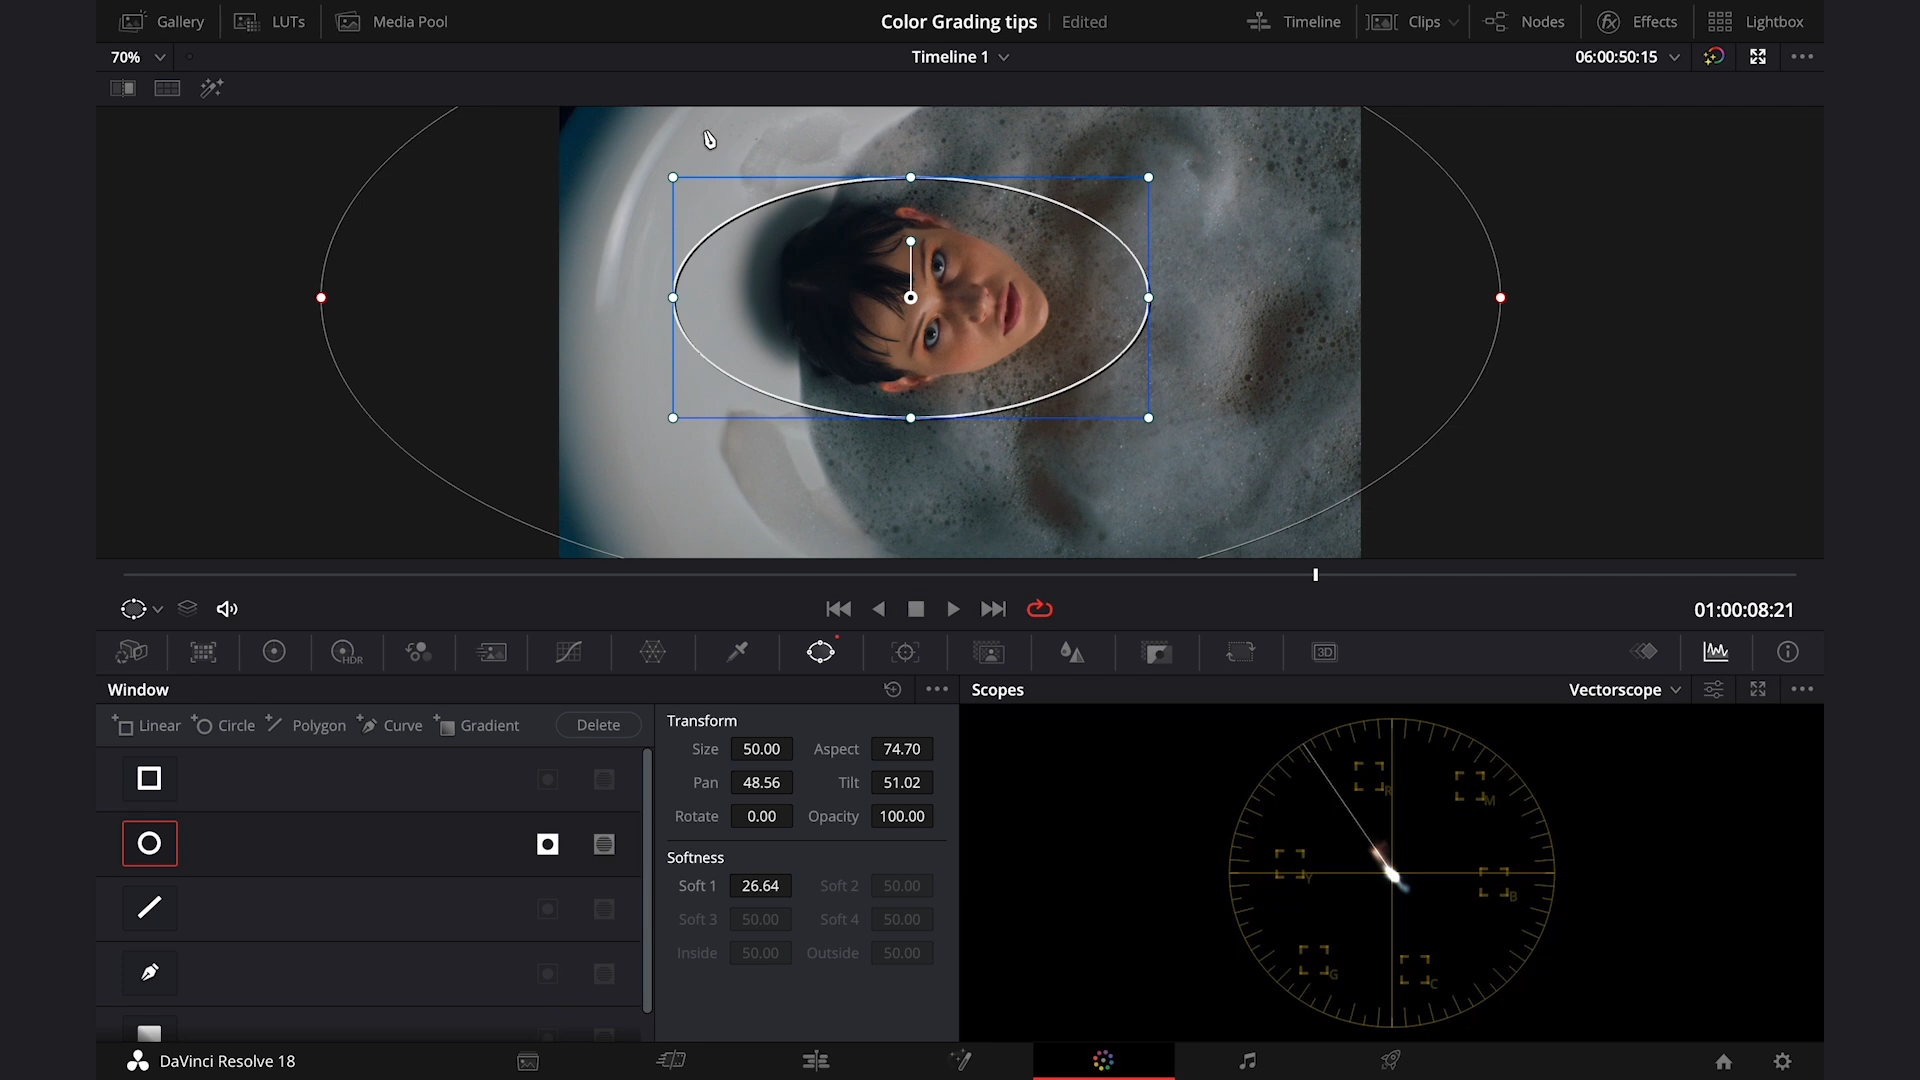 Gallery LUTs Media Pool Color Grading tips Edited Timeline Clips Nodes Effects Lightbox
70% Timeline 1 06:00:50:15
01:00:08:21
HDR 3D
Window Scopes Vectorscope
Linear Circle Polygon Curve Gradient Delete
Transform
Size 50.00 Aspect 74.70
Pan 48.56 Tilt 51.02
Rotate 0.00 Opacity 100.00
Softness
Soft 1 26.64 Soft 2 50.00
Soft 3 50.00 Soft 4 50.00
Inside 50.00 Outside 50.00
R M
Y B
G C
DaVinci Resolve 18